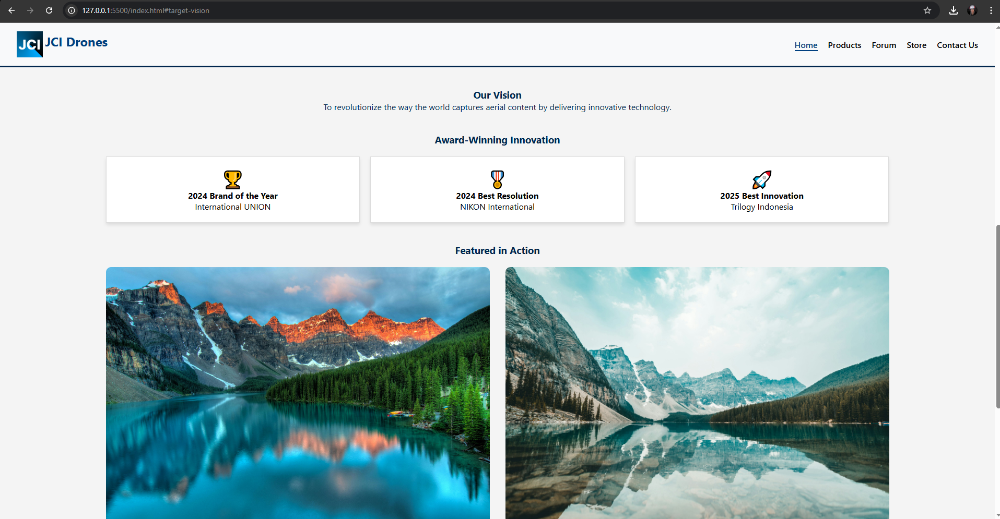 127.0.0.1:5500/index.html#target-vision
JCI JCI Drones
Home Products Forum Store Contact Us
Our Vision
To revolutionize the way the world captures aerial content by delivering innovative technology.
Award-Winning Innovation
2024 Brand of the Year
International UNION
2024 Best Resolution
NIKON International
2025 Best Innovation
Trilogy Indonesia
Featured in Action